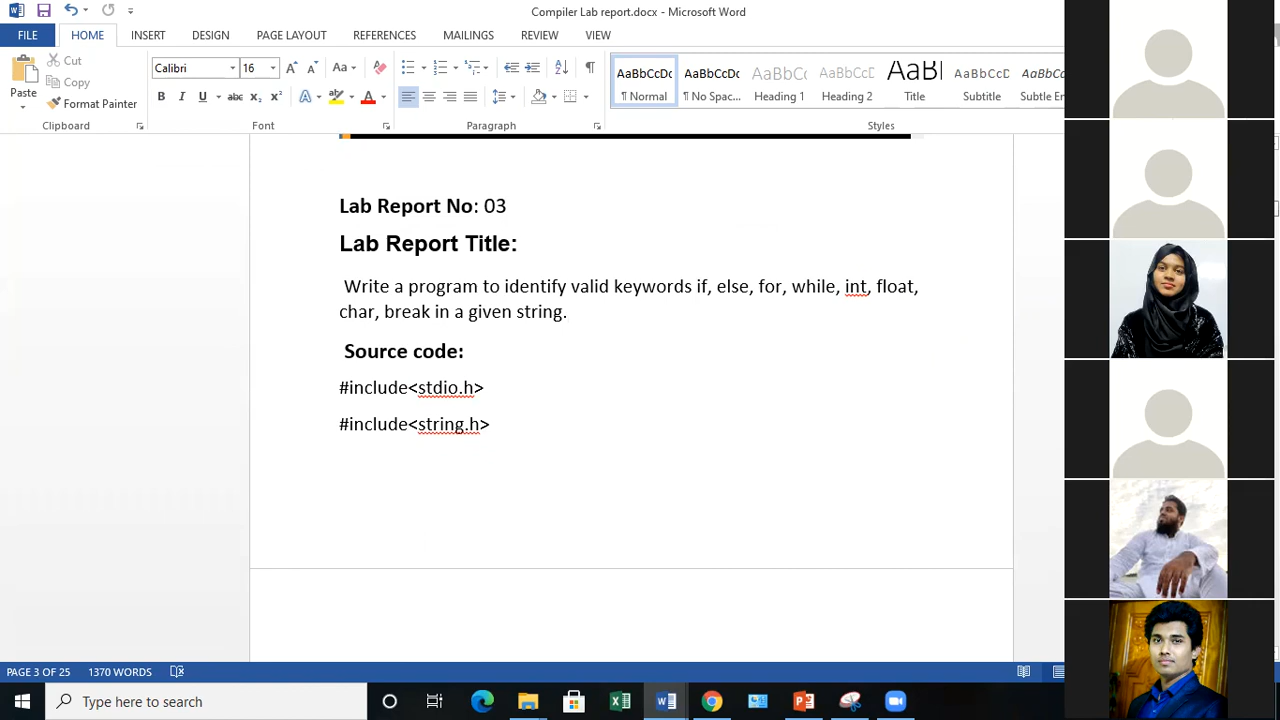 Compiler Lab report.docx - Microsoft Word
FILE HOME INSERT DESIGN PAGE LAYOUT REFERENCES MAILINGS REVIEW VIEW
Paste
Cut
Copy
Format Painter
Calibri 16
AaBbCcDc AaBbCcDc AaBbCc AaBbCcD AaBl AaBbCcD AaBbCcD
¶ Normal ¶ No Spac... Heading 1 Heading 2 Title Subtitle Subtle En
Clipboard Font Paragraph Styles
Lab Report No: 03
Lab Report Title:
Write a program to identify valid keywords if, else, for, while, int, float,
char, break in a given string.
Source code:
#include<stdio.h>
#include<string.h>
PAGE 3 OF 25 1370 WORDS
Type here to search